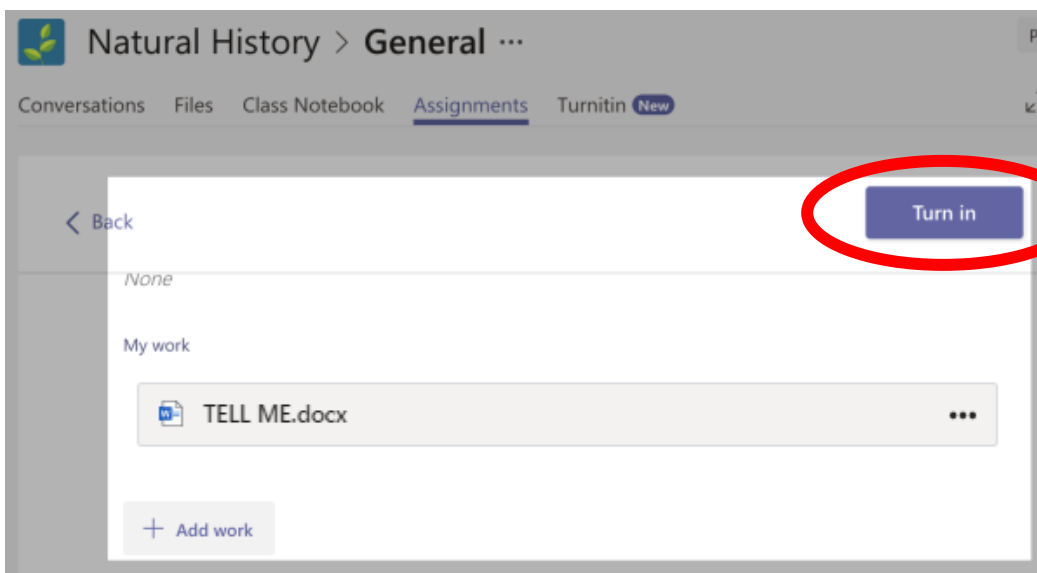 Natural History > General ...
P
Conversations Files Class Notebook Assignments Turnitin New
< Back
Turn in
None
My work
TELL ME.docx
+ Add work